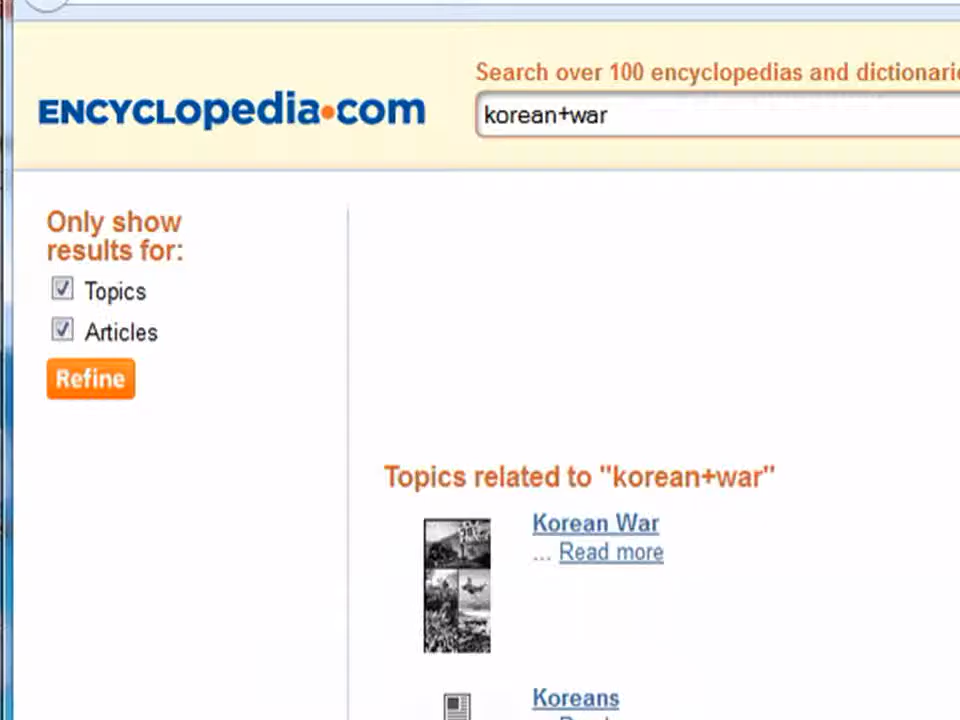 Search over 100 encyclopedias and
ENCYCLOpedia.com
korean+war
Only show
results for:
Topics
Articles
Refine
Topics related to "korean+war"
Korean War
... Read more
Koreans